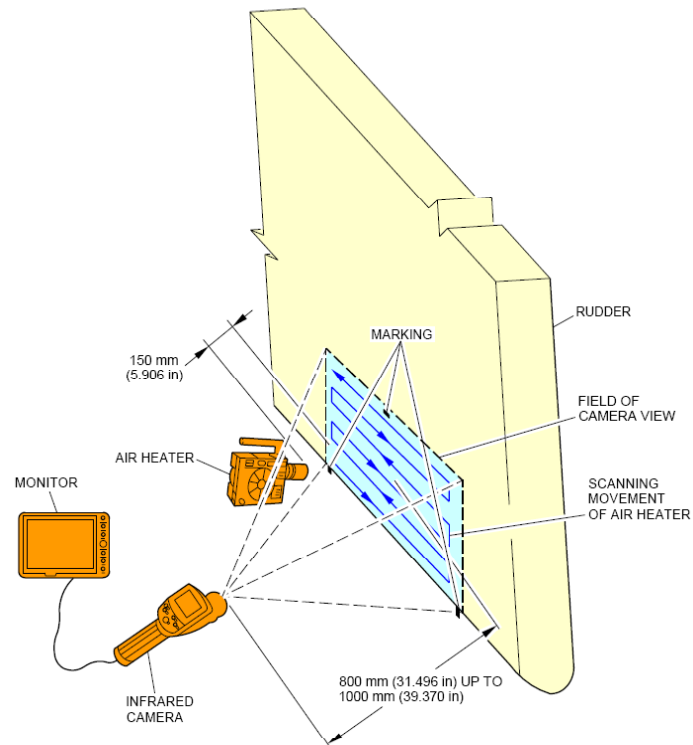 RUDDER
MARKING
150 mm
(5.906 in)
FIELD OF
CAMERA VIEW
AIR HEATER
MONITOR
SCANNING
MOVEMENT
OF AIR HEATER
800 mm (31.496 in) UP TO
1000 mm (39.370 in)
INFRARED
CAMERA